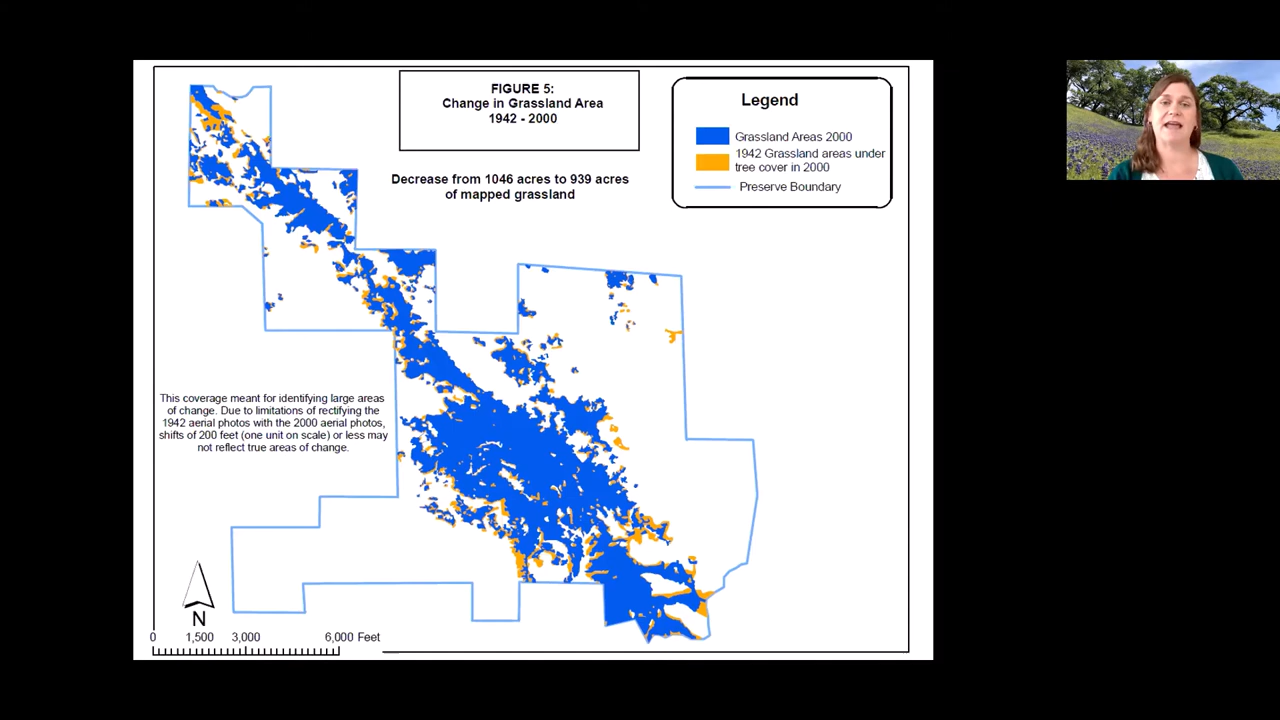 FIGURE 5:
Change in Grassland Area
1942 - 2000
Decrease from 1046 acres to 939 acres
of mapped grassland
Legend
Grassland Areas 2000
1942 Grassland areas under
tree cover in 2000
Preserve Boundary
This coverage meant for identifying large areas
of change. Due to limitations of rectifying the
1942 aerial photos with the 2000 aerial photos,
shifts of 200 feet (one unit on scale) or less may
not reflect true areas of change.
N
0 1,500 3,000 6,000 Feet